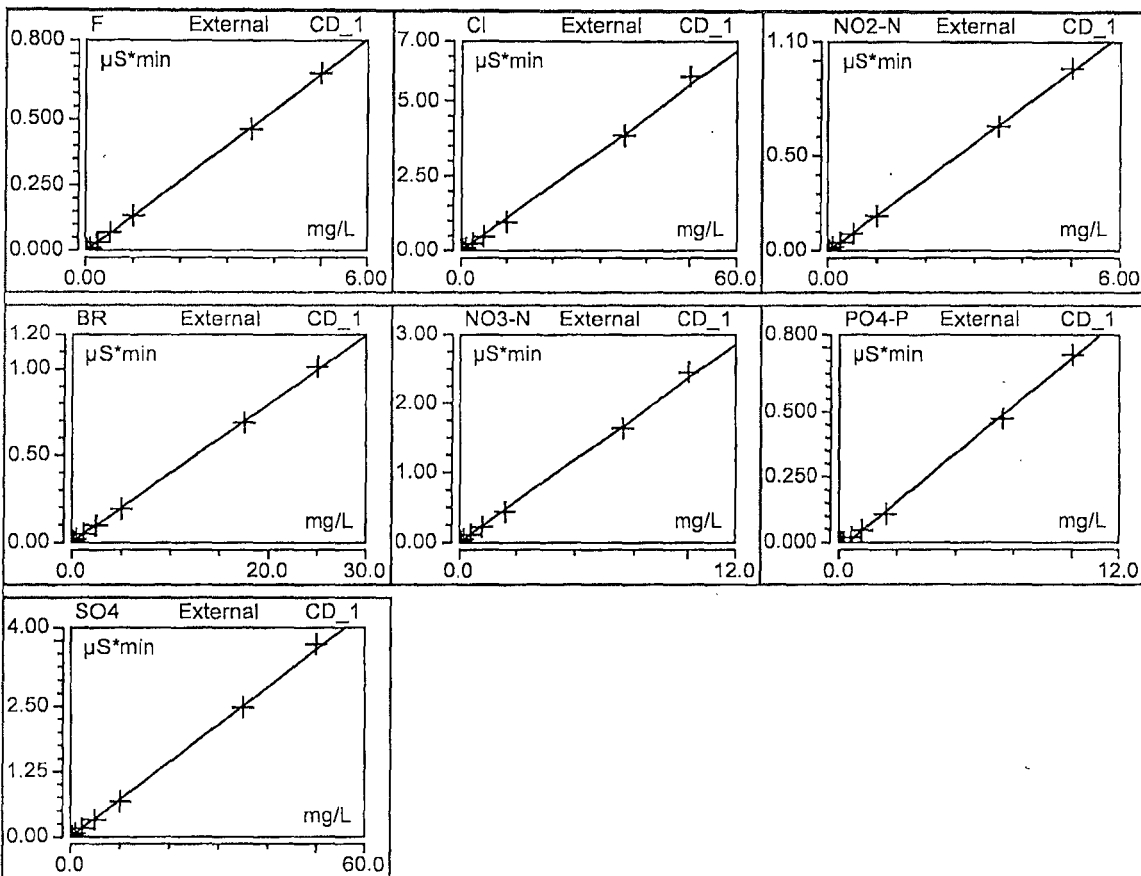 F External CD_1
0.800
µS*min
0.500
0.250
mg/L
0.000
0.00 6.00
Cl External CD_1
7.00
µS*min
5.00
2.50
mg/L
0.00
0.00 60.0
NO2-N External CD_1
1.10
µS*min
0.50
mg/L
0.00
0.00 6.00
BR External CD_1
1.20
µS*min
1.00
0.50
mg/L
0.00
0.0 20.0 30.0
NO3-N External CD_1
3.00
µS*min
2.00
1.00
mg/L
0.00
0.0 12.0
PO4-P External CD_1
0.800
µS*min
0.500
0.250
mg/L
0.000
0.0 12.0
SO4 External CD_1
4.00
µS*min
2.50
1.25
mg/L
0.00
0.0 60.0